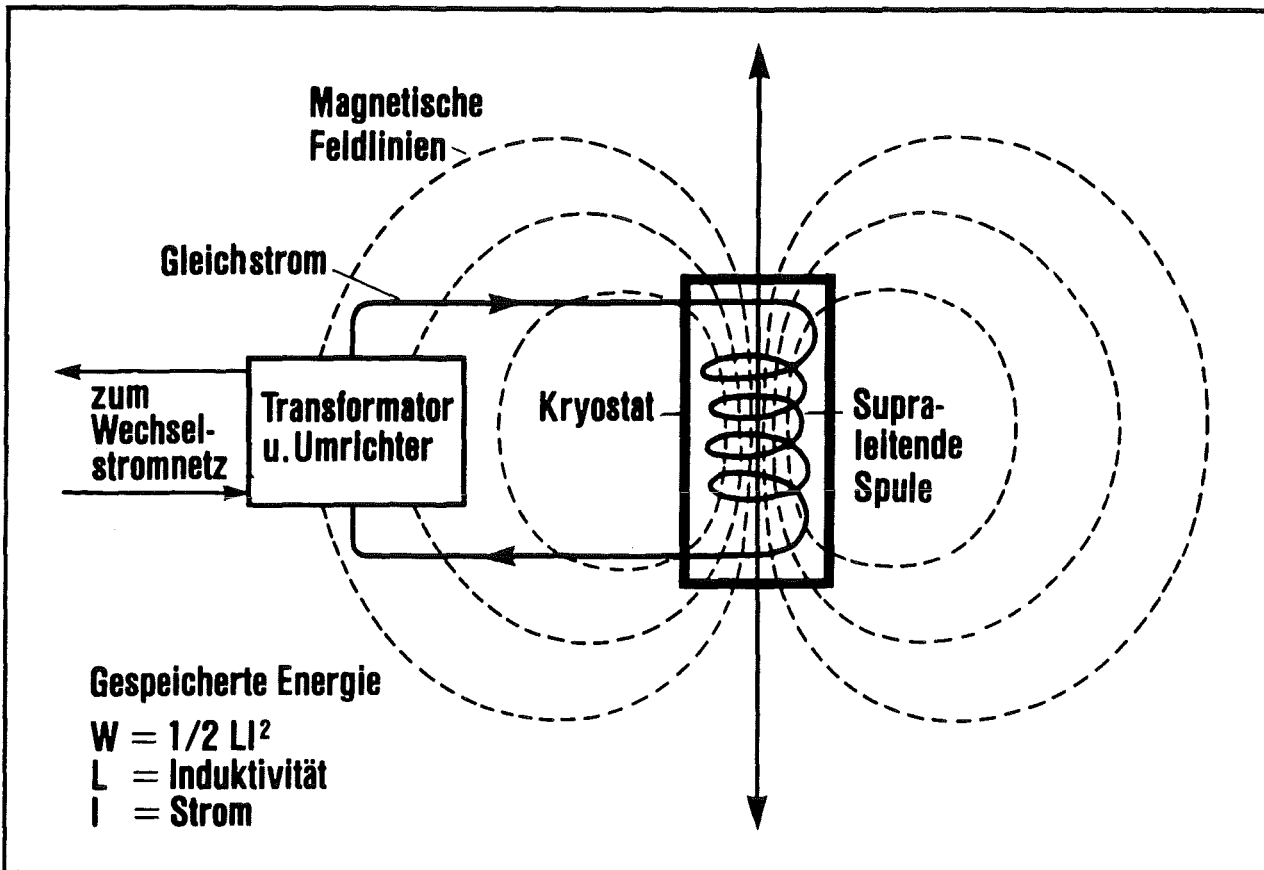 Magnetische
Feldlinien
Gleichstrom
zum
Wechsel-
stromnetz
Transformator
u. Umrichter
Kryostat
Supra-
leitende
Spule
Gespeicherte Energie
W = 1/2 LI²
L = Induktivität
I = Strom